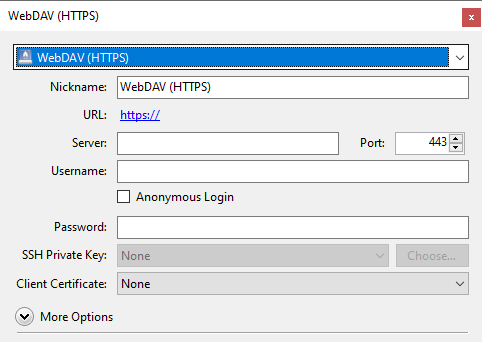 WebDAV (HTTPS)
x
WebDAV (HTTPS)
Nickname: WebDAV (HTTPS)
URL: https://
Server: Port: 443
Username:
Anonymous Login
Password:
SSH Private Key: None Choose...
Client Certificate: None
More Options